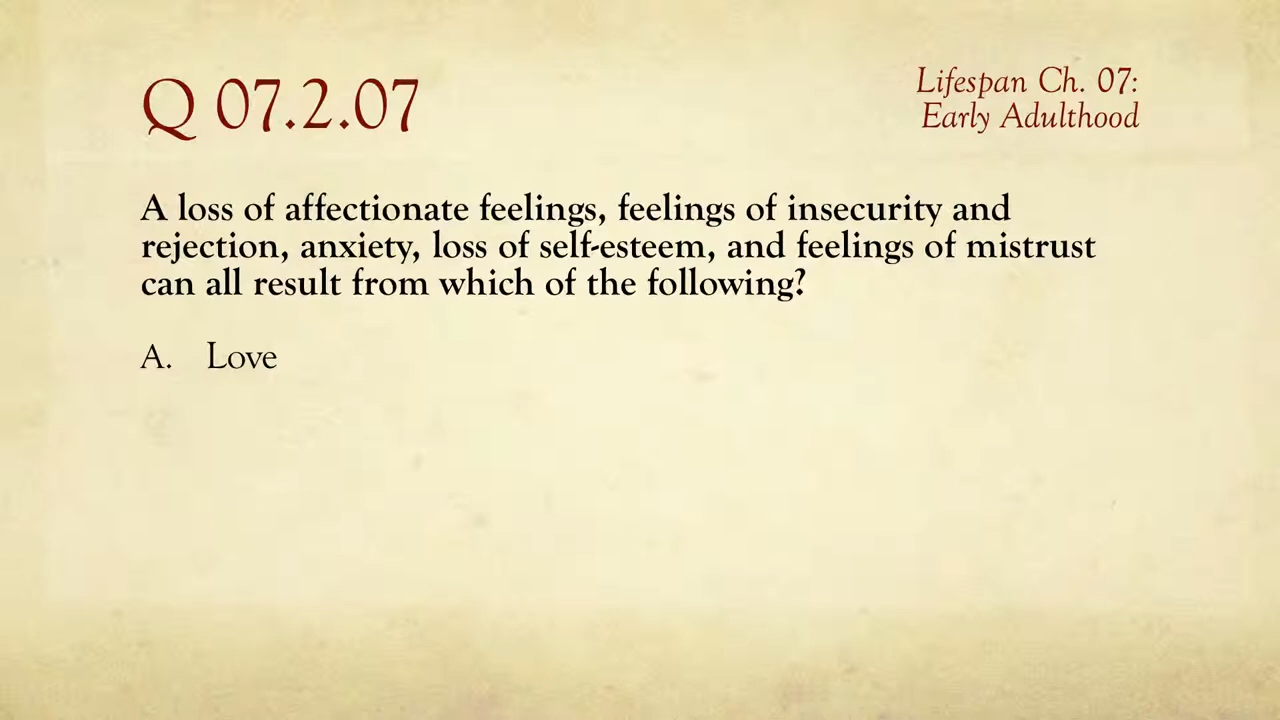 Q 07.2.07
Lifespan Ch. 07:
Early Adulthood
A loss of affectionate feelings, feelings of insecurity and
rejection, anxiety, loss of self-esteem, and feelings of mistrust
can all result from which of the following?
A. Love